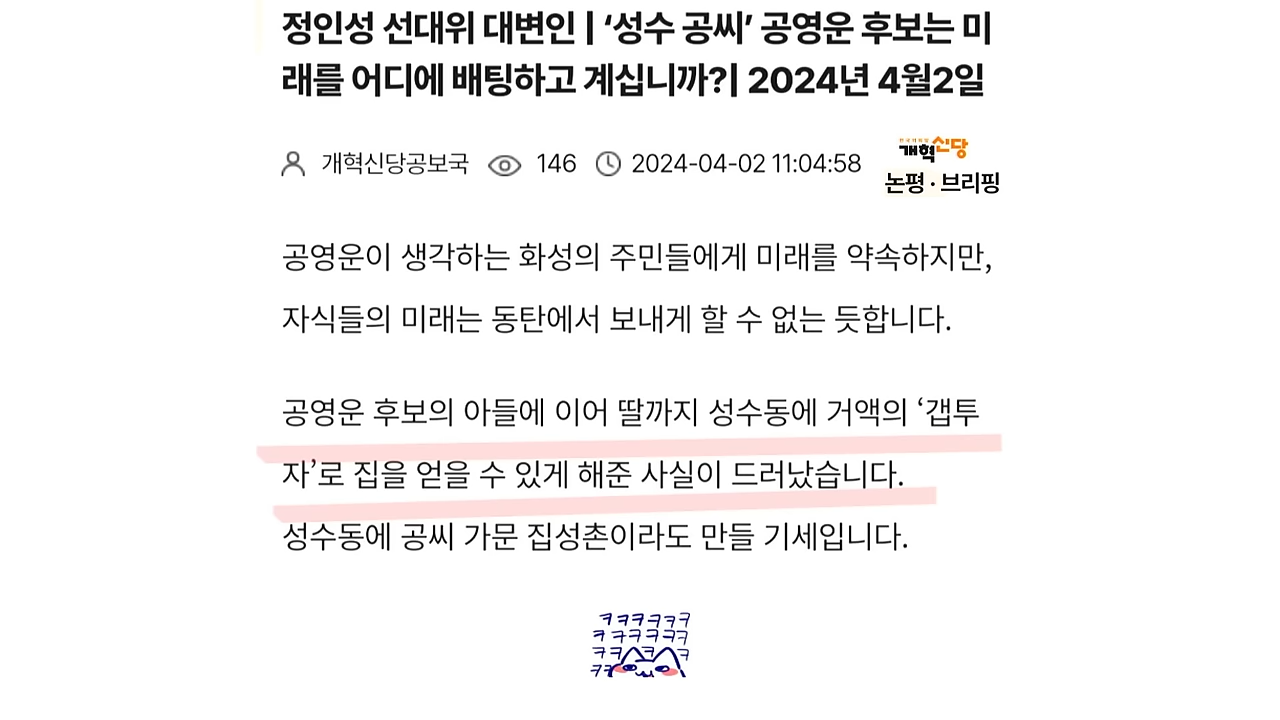 정인성 선대위 대변인 | ‘성수 공씨’ 공영운 후보는 미
래를 어디에 배팅하고 계십니까?| 2024년 4월2일
개혁신당공보국 146 2024-04-02 11:04:58
개혁신당
논평·브리핑
공영운이 생각하는 화성의 주민들에게 미래를 약속하지만,
자식들의 미래는 동탄에서 보내게 할 수 없는 듯합니다.
공영운 후보의 아들에 이어 딸까지 성수동에 거액의 ‘갭투
자’로 집을 얻을 수 있게 해준 사실이 드러났습니다.
성수동에 공씨 가문 집성촌이라도 만들 기세입니다.
ㅋㅋㅋㅋㅋㅋ
ㅋㅋㅋㅋㅋㅋ
ㅋㅋㅋㅋ
ㅋㅋ